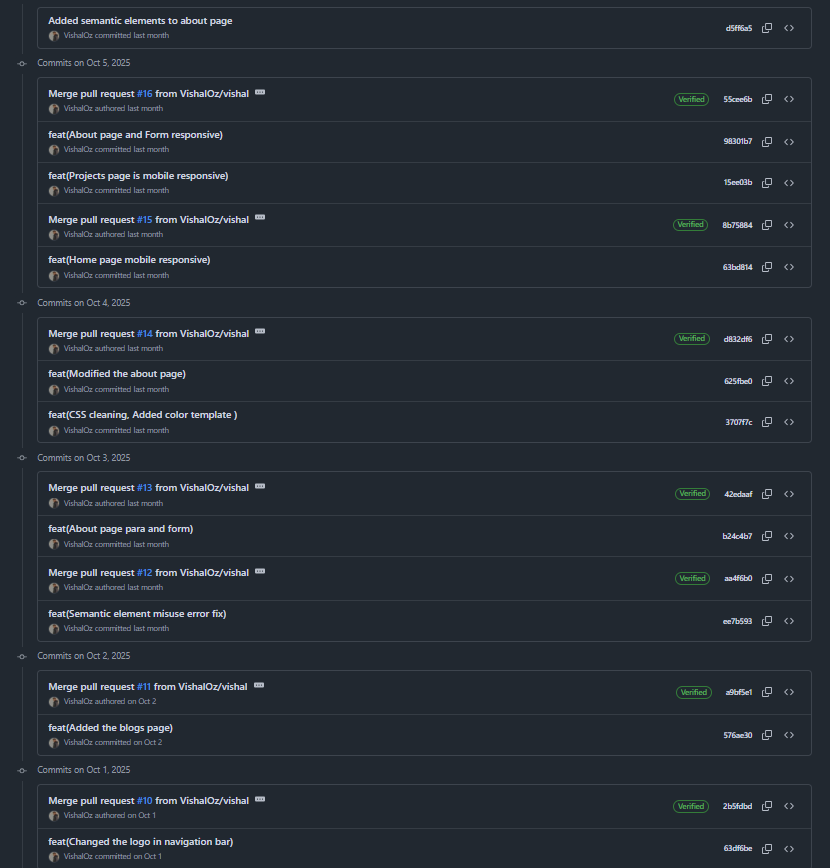 Added semantic elements to about page
VishalOz committed last month
d5ff6a5
Commits on Oct 5, 2025
Merge pull request #16 from VishalOz/vishal
VishalOz authored last month
Verified
55cee6b
feat(About page and Form responsive)
VishalOz committed last month
98301b7
feat(Projects page is mobile responsive)
VishalOz committed last month
15ee03b
Merge pull request #15 from VishalOz/vishal
VishalOz authored last month
Verified
8b75884
feat(Home page mobile responsive)
VishalOz committed last month
63bd814
Commits on Oct 4, 2025
Merge pull request #14 from VishalOz/vishal
VishalOz authored last month
Verified
d832df6
feat(Modified the about page)
VishalOz committed last month
625fbe0
feat(CSS cleaning, Added color template )
VishalOz committed last month
3707f7c
Commits on Oct 3, 2025
Merge pull request #13 from VishalOz/vishal
VishalOz authored last month
Verified
42edaaf
feat(About page para and form)
VishalOz committed last month
b24c4b7
Merge pull request #12 from VishalOz/vishal
VishalOz authored last month
Verified
aa4f6b0
feat(Semantic element misuse error fix)
VishalOz committed last month
ee7b593
Commits on Oct 2, 2025
Merge pull request #11 from VishalOz/vishal
VishalOz authored on Oct 2
Verified
a9bf5e1
feat(Added the blogs page)
VishalOz committed on Oct 2
576ae30
Commits on Oct 1, 2025
Merge pull request #10 from VishalOz/vishal
VishalOz authored on Oct 1
Verified
2b5fdbd
feat(Changed the logo in navigation bar)
VishalOz committed on Oct 1
63df6be